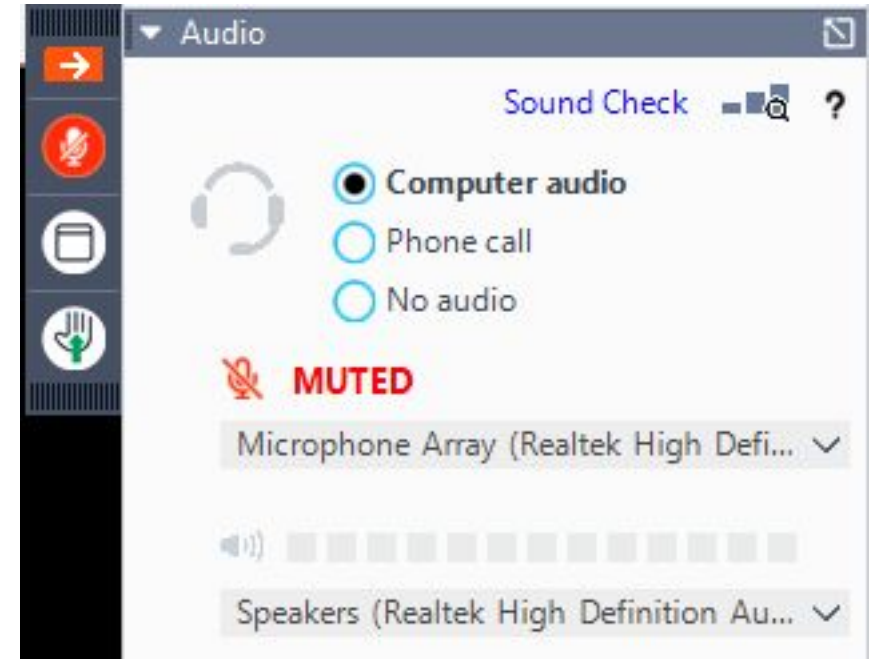 Audio
Sound Check ?
Computer audio
Phone call
No audio
MUTED
Microphone Array (Realtek High Defi...
Speakers (Realtek High Definition Au...